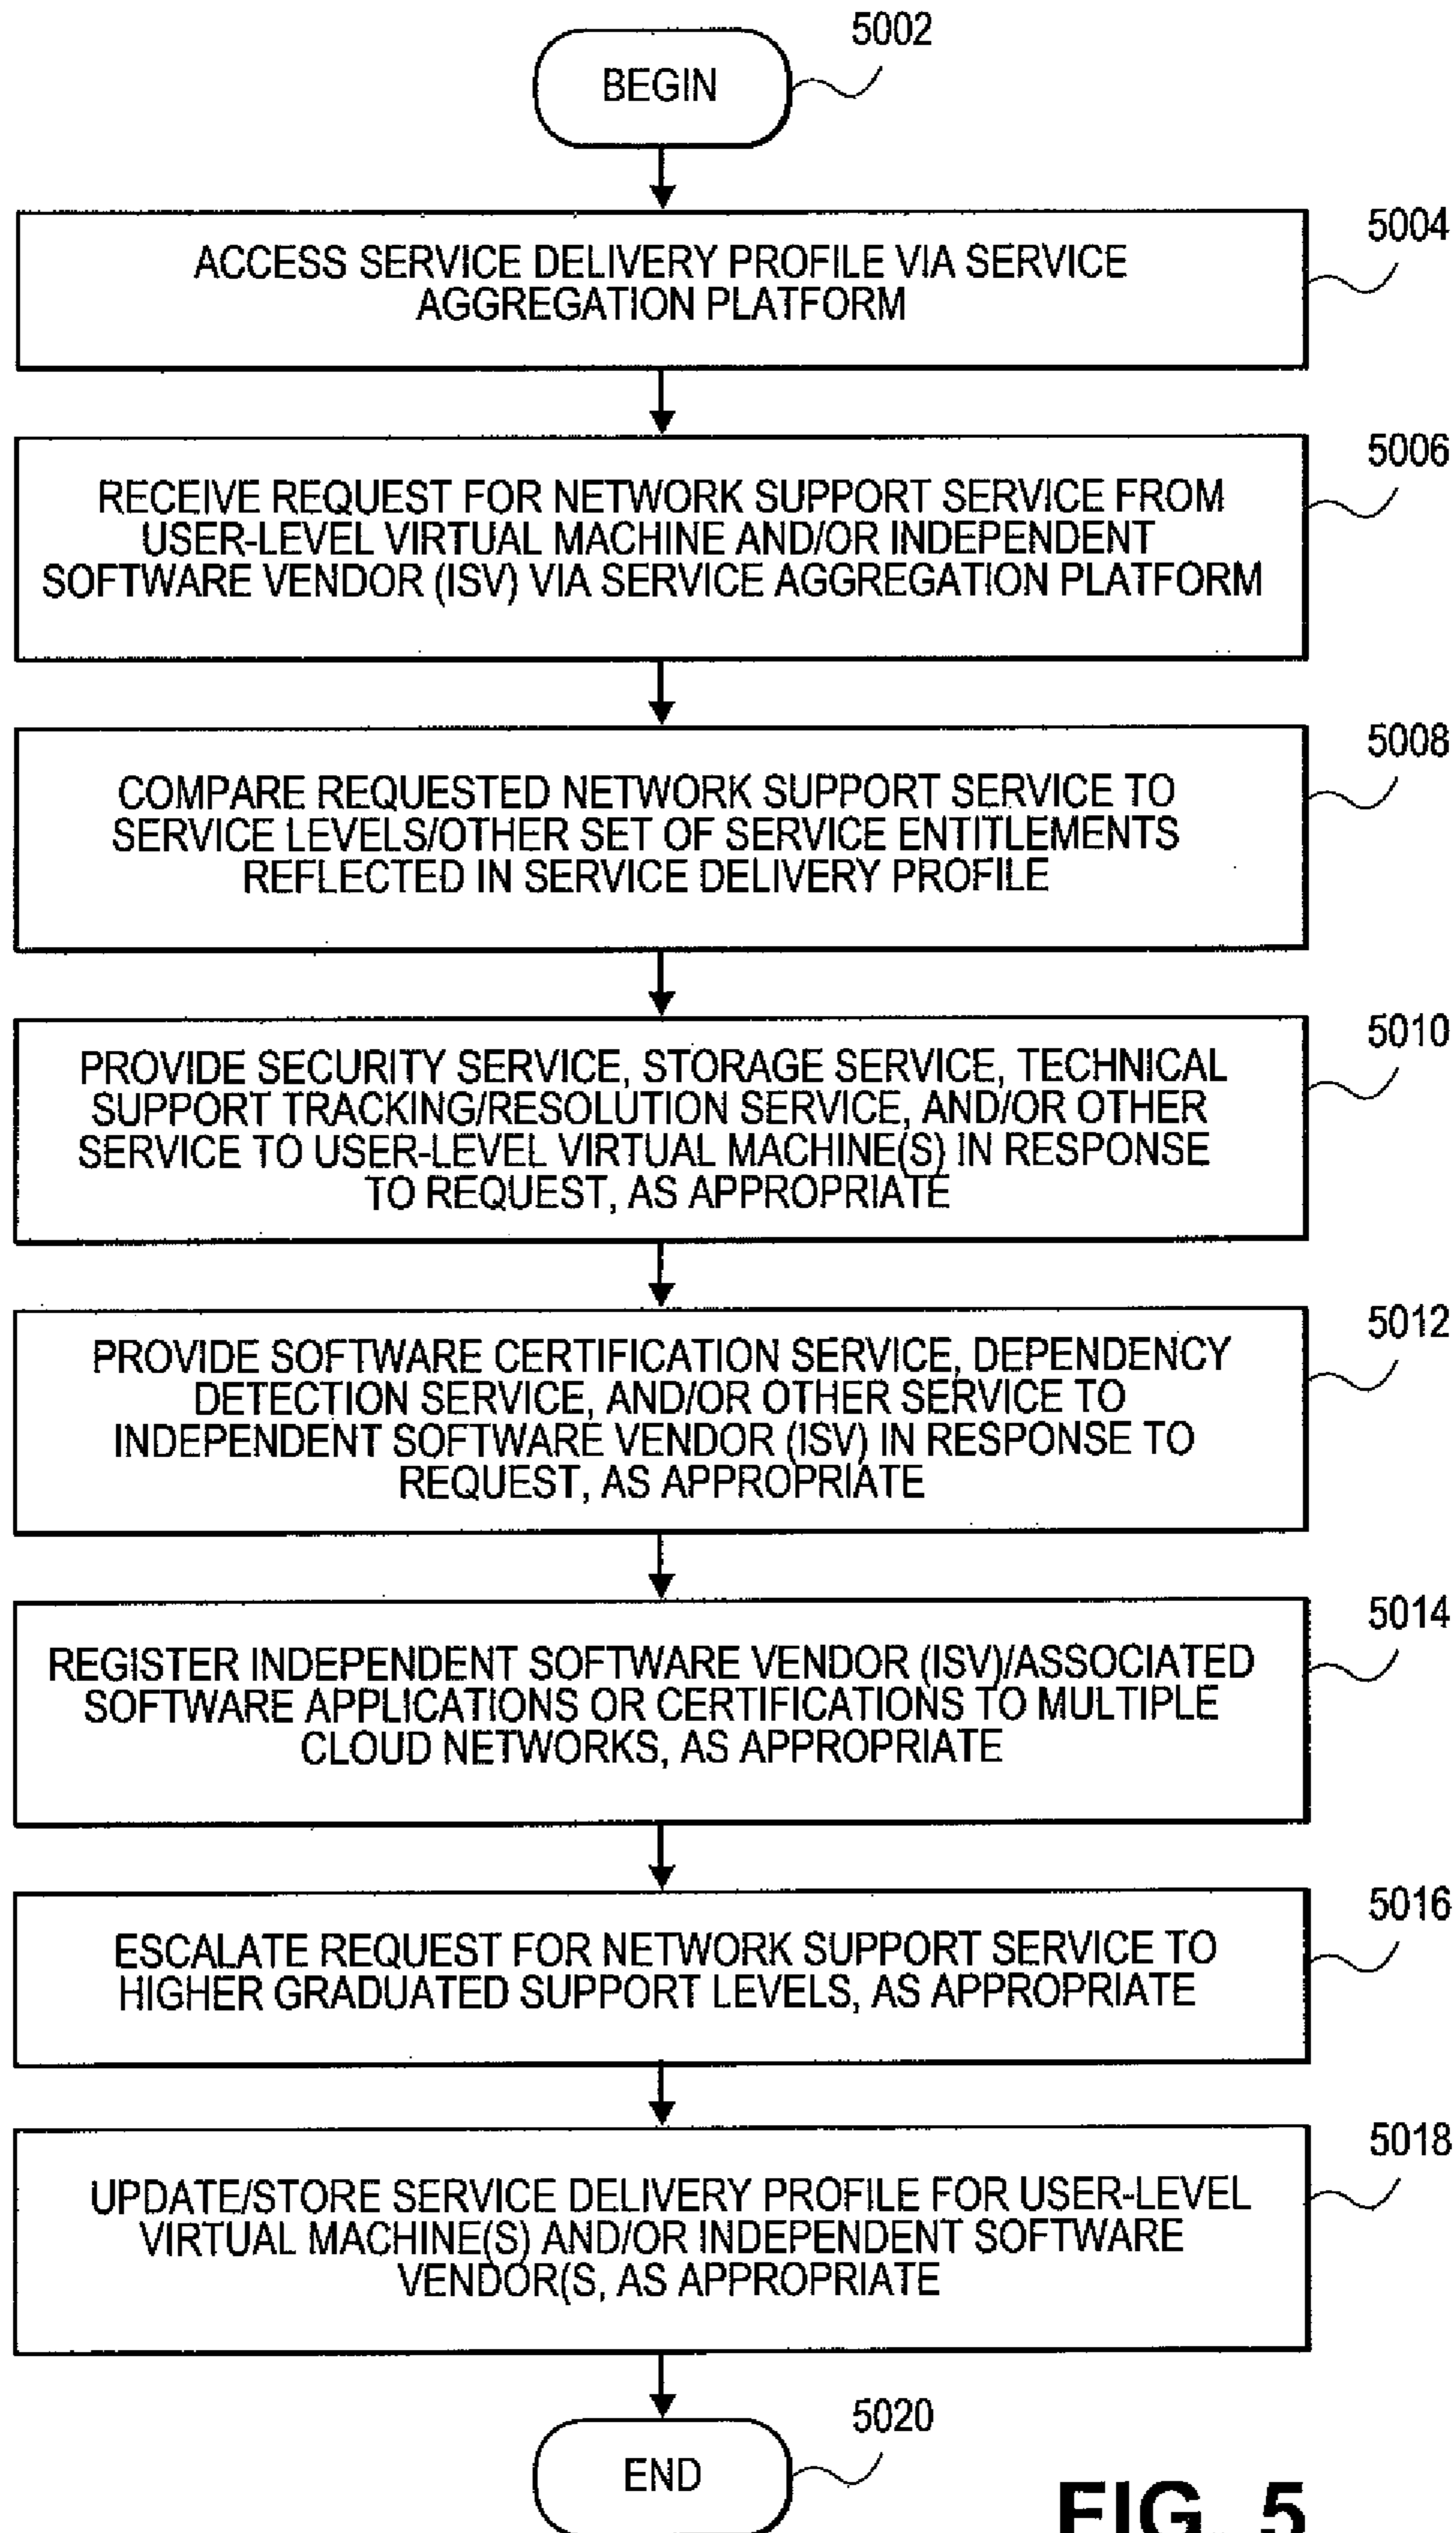 5002
BEGIN
5004
ACCESS SERVICE DELIVERY PROFILE VIA SERVICE
AGGREGATION PLATFORM
5006
RECEIVE REQUEST FOR NETWORK SUPPORT SERVICE FROM
USER-LEVEL VIRTUAL MACHINE AND/OR INDEPENDENT
SOFTWARE VENDOR (ISV) VIA SERVICE AGGREGATION PLATFORM
5008
COMPARE REQUESTED NETWORK SUPPORT SERVICE TO
SERVICE LEVELS/OTHER SET OF SERVICE ENTITLEMENTS
REFLECTED IN SERVICE DELIVERY PROFILE
5010
PROVIDE SECURITY SERVICE, STORAGE SERVICE, TECHNICAL
SUPPORT TRACKING/RESOLUTION SERVICE, AND/OR OTHER
SERVICE TO USER-LEVEL VIRTUAL MACHINE(S) IN RESPONSE
TO REQUEST, AS APPROPRIATE
5012
PROVIDE SOFTWARE CERTIFICATION SERVICE, DEPENDENCY
DETECTION SERVICE, AND/OR OTHER SERVICE TO
INDEPENDENT SOFTWARE VENDOR (ISV) IN RESPONSE TO
REQUEST, AS APPROPRIATE
5014
REGISTER INDEPENDENT SOFTWARE VENDOR (ISV)/ASSOCIATED
SOFTWARE APPLICATIONS OR CERTIFICATIONS TO MULTIPLE
CLOUD NETWORKS, AS APPROPRIATE
5016
ESCALATE REQUEST FOR NETWORK SUPPORT SERVICE TO
HIGHER GRADUATED SUPPORT LEVELS, AS APPROPRIATE
5018
UPDATE/STORE SERVICE DELIVERY PROFILE FOR USER-LEVEL
VIRTUAL MACHINE(S) AND/OR INDEPENDENT SOFTWARE
VENDOR(S, AS APPROPRIATE
5020
END
FIG. 5